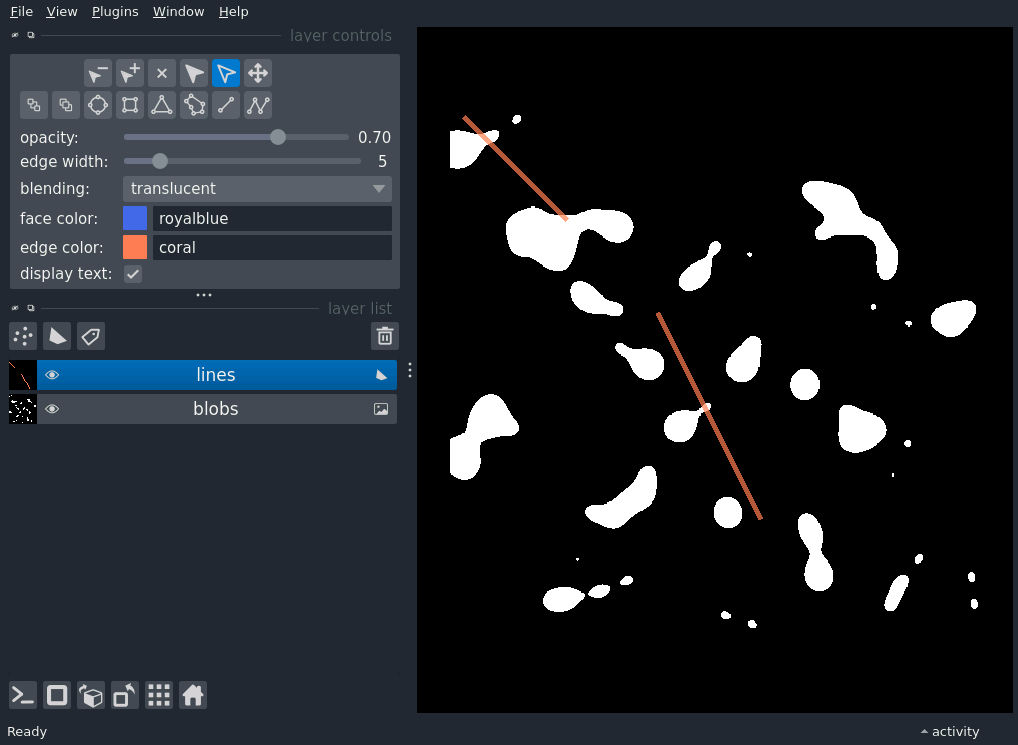 File View Plugins Window Help
layer controls
opacity: 0.70
edge width: 5
blending: translucent
face color: royalblue
edge color: coral
display text:
layer list
lines
blobs
Ready
activity